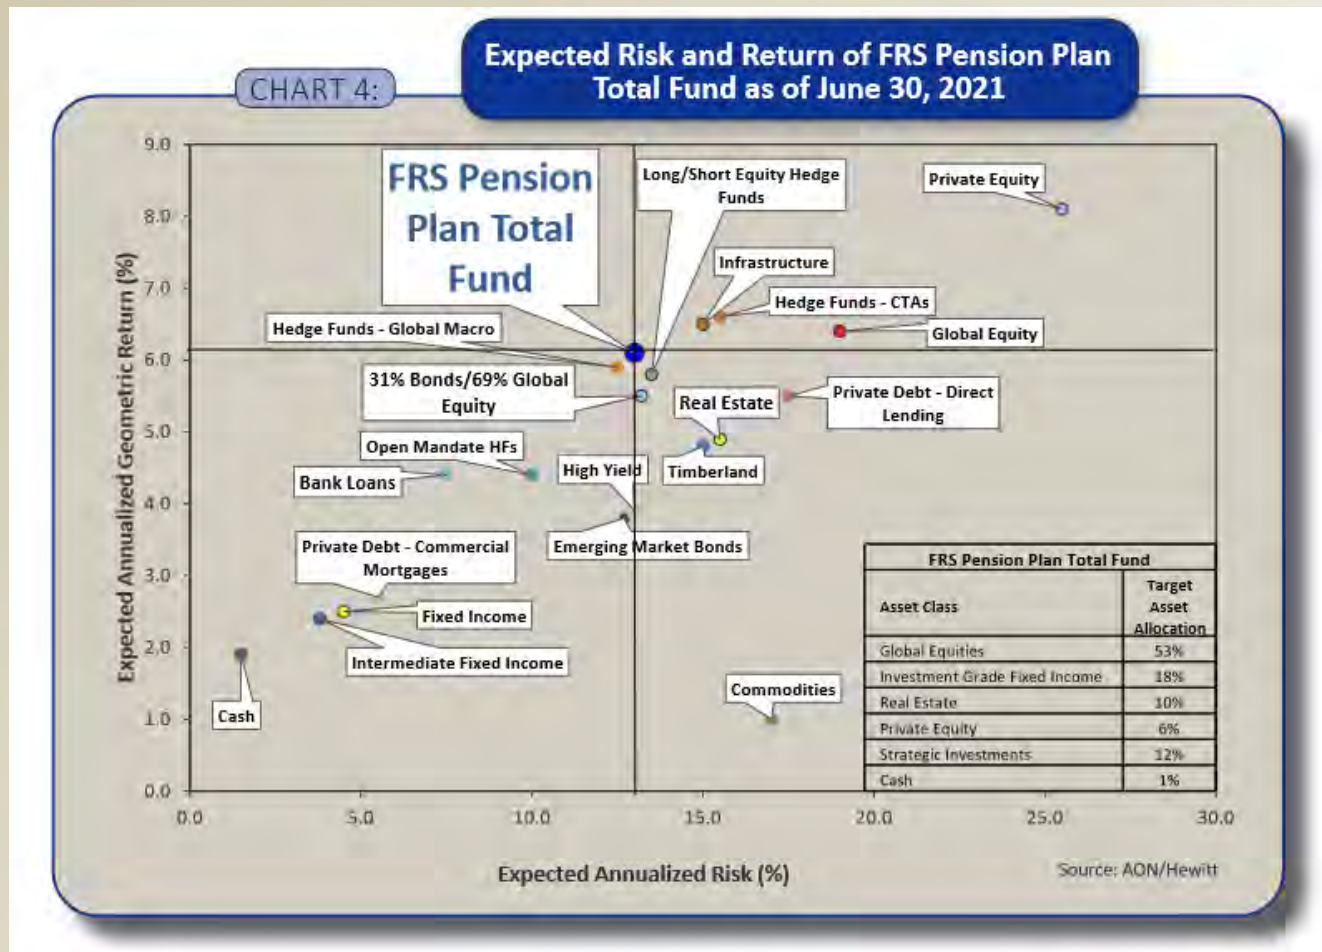 Expected Risk and Return of FRS Pension Plan
Total Fund as of June 30, 2021
CHART 4:
Expected Annualized Geometric Return (%)
9.0
8.0
7.0
6.0
5.0
4.0
3.0
2.0
1.0
0.0
FRS Pension
Plan Total
Fund
Long/Short Equity Hedge
Funds
Private Equity
Infrastructure
Hedge Funds - CTAs
Global Equity
Hedge Funds - Global Macro
31% Bonds/69% Global
Equity
Real Estate
Private Debt - Direct
Lending
Open Mandate HFs
Bank Loans
High Yield
Timberland
Emerging Market Bonds
Private Debt - Commercial
Mortgages
Fixed Income
Intermediate Fixed Income
Cash
Commodities
FRS Pension Plan Total Fund
Asset Class
Target
Asset
Allocation
Global Equities 53%
Investment Grade Fixed Income 18%
Real Estate 10%
Private Equity 6%
Strategic Investments 12%
Cash 1%
0.0 5.0 10.0 15.0 20.0 25.0 30.0
Expected Annualized Risk (%)
Source: AON/Hewitt